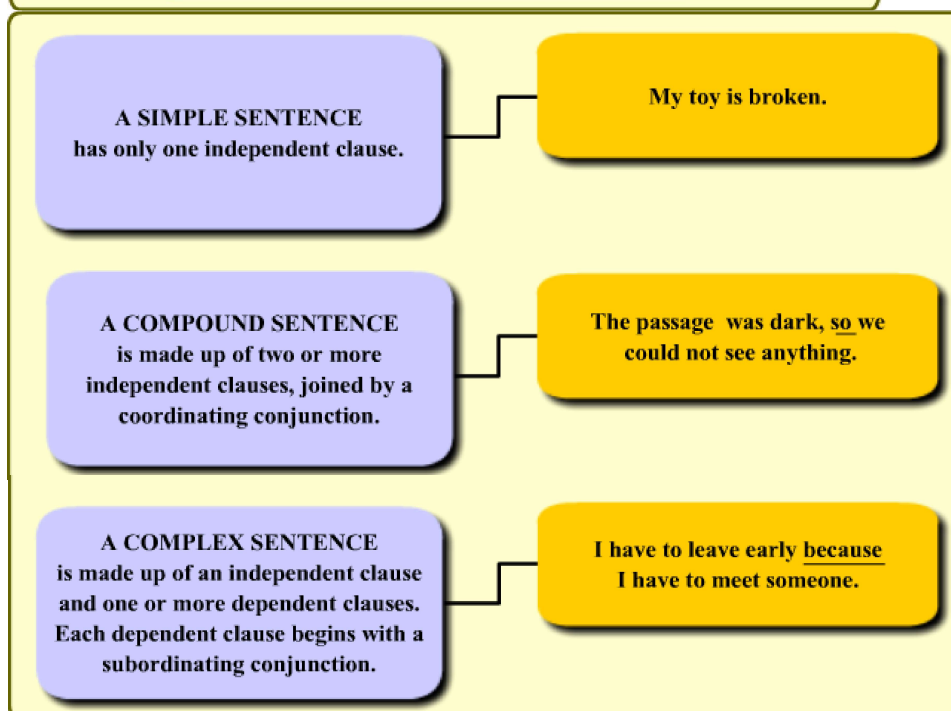 A SIMPLE SENTENCE
has only one independent clause.
My toy is broken.
A COMPOUND SENTENCE
is made up of two or more
independent clauses, joined by a
coordinating conjunction.
The passage was dark, so we
could not see anything.
A COMPLEX SENTENCE
is made up of an independent clause
and one or more dependent clauses.
Each dependent clause begins with a
subordinating conjunction.
I have to leave early because
I have to meet someone.